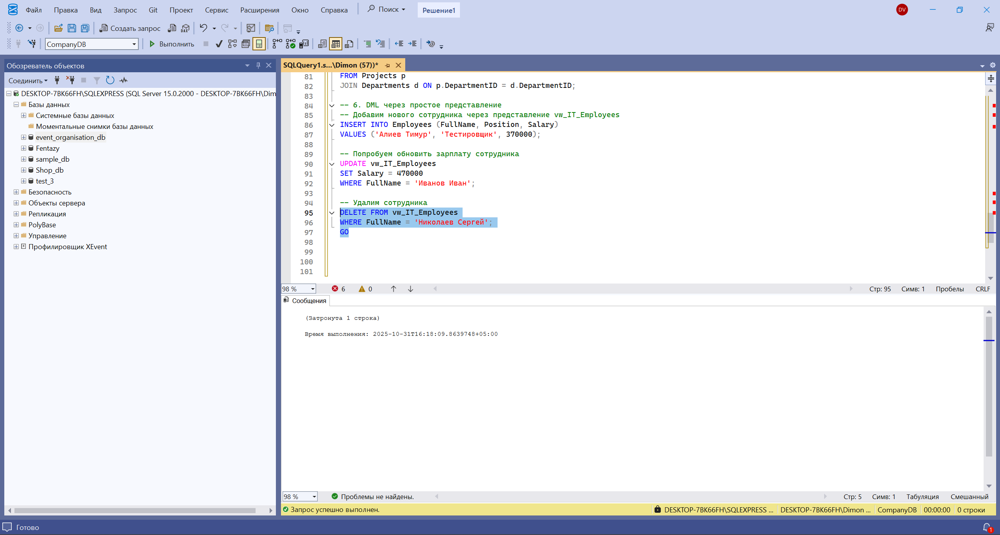 Файл Правка Вид Запрос Git Проект Сервис Расширения Окно Справка Поиск Решение1 DV
Создать запрос DAX
CompanyDB Выполнить
Обозреватель объектов
Соединить
DESKTOP-7BK66FH\SQLEXPRESS (SQL Server 15.0.2000 - DESKTOP-7BK66FH\Dim
Базы данных
Системные базы данных
Моментальные снимки базы данных
event_organisation_db
Fentazy
sample_db
Shop_db
test_3
Безопасность
Объекты сервера
Репликация
PolyBase
Управление
Профилировщик XEvent
SQLQuery1.s...\Dimon (57))*
81 FROM Projects p
82 JOIN Departments d ON p.DepartmentID = d.DepartmentID;
83
84 -- 6. DML через простое представление
85 -- Добавим нового сотрудника через представление vw_IT_Employees
86 INSERT INTO Employees (FullName, Position, Salary)
87 VALUES ('Алиев Тимур', 'Тестировщик', 370000);
88
89 -- Попробуем обновить зарплату сотрудника
90 UPDATE vw_IT_Employees
91 SET Salary = 470000
92 WHERE FullName = 'Иванов Иван';
93
94 -- Удалим сотрудника
95 DELETE FROM vw_IT_Employees
96 WHERE FullName = 'Николаев Сергей';
97 GO
98
99
100
101
98 % 6 0 Стр: 95 Симв: 1 Пробелы CRLF
Сообщения
(Затронута 1 строка)
Время выполнения: 2025-10-31T16:18:09.8639748+05:00
98 % Проблемы не найдены. Стр: 5 Симв: 1 Табуляция Смешанный
Запрос успешно выполнен. DESKTOP-7BK66FH\SQLEXPRESS ... DESKTOP-7BK66FH\Dimon ... CompanyDB 00:00:00 0 строки
Готово 1